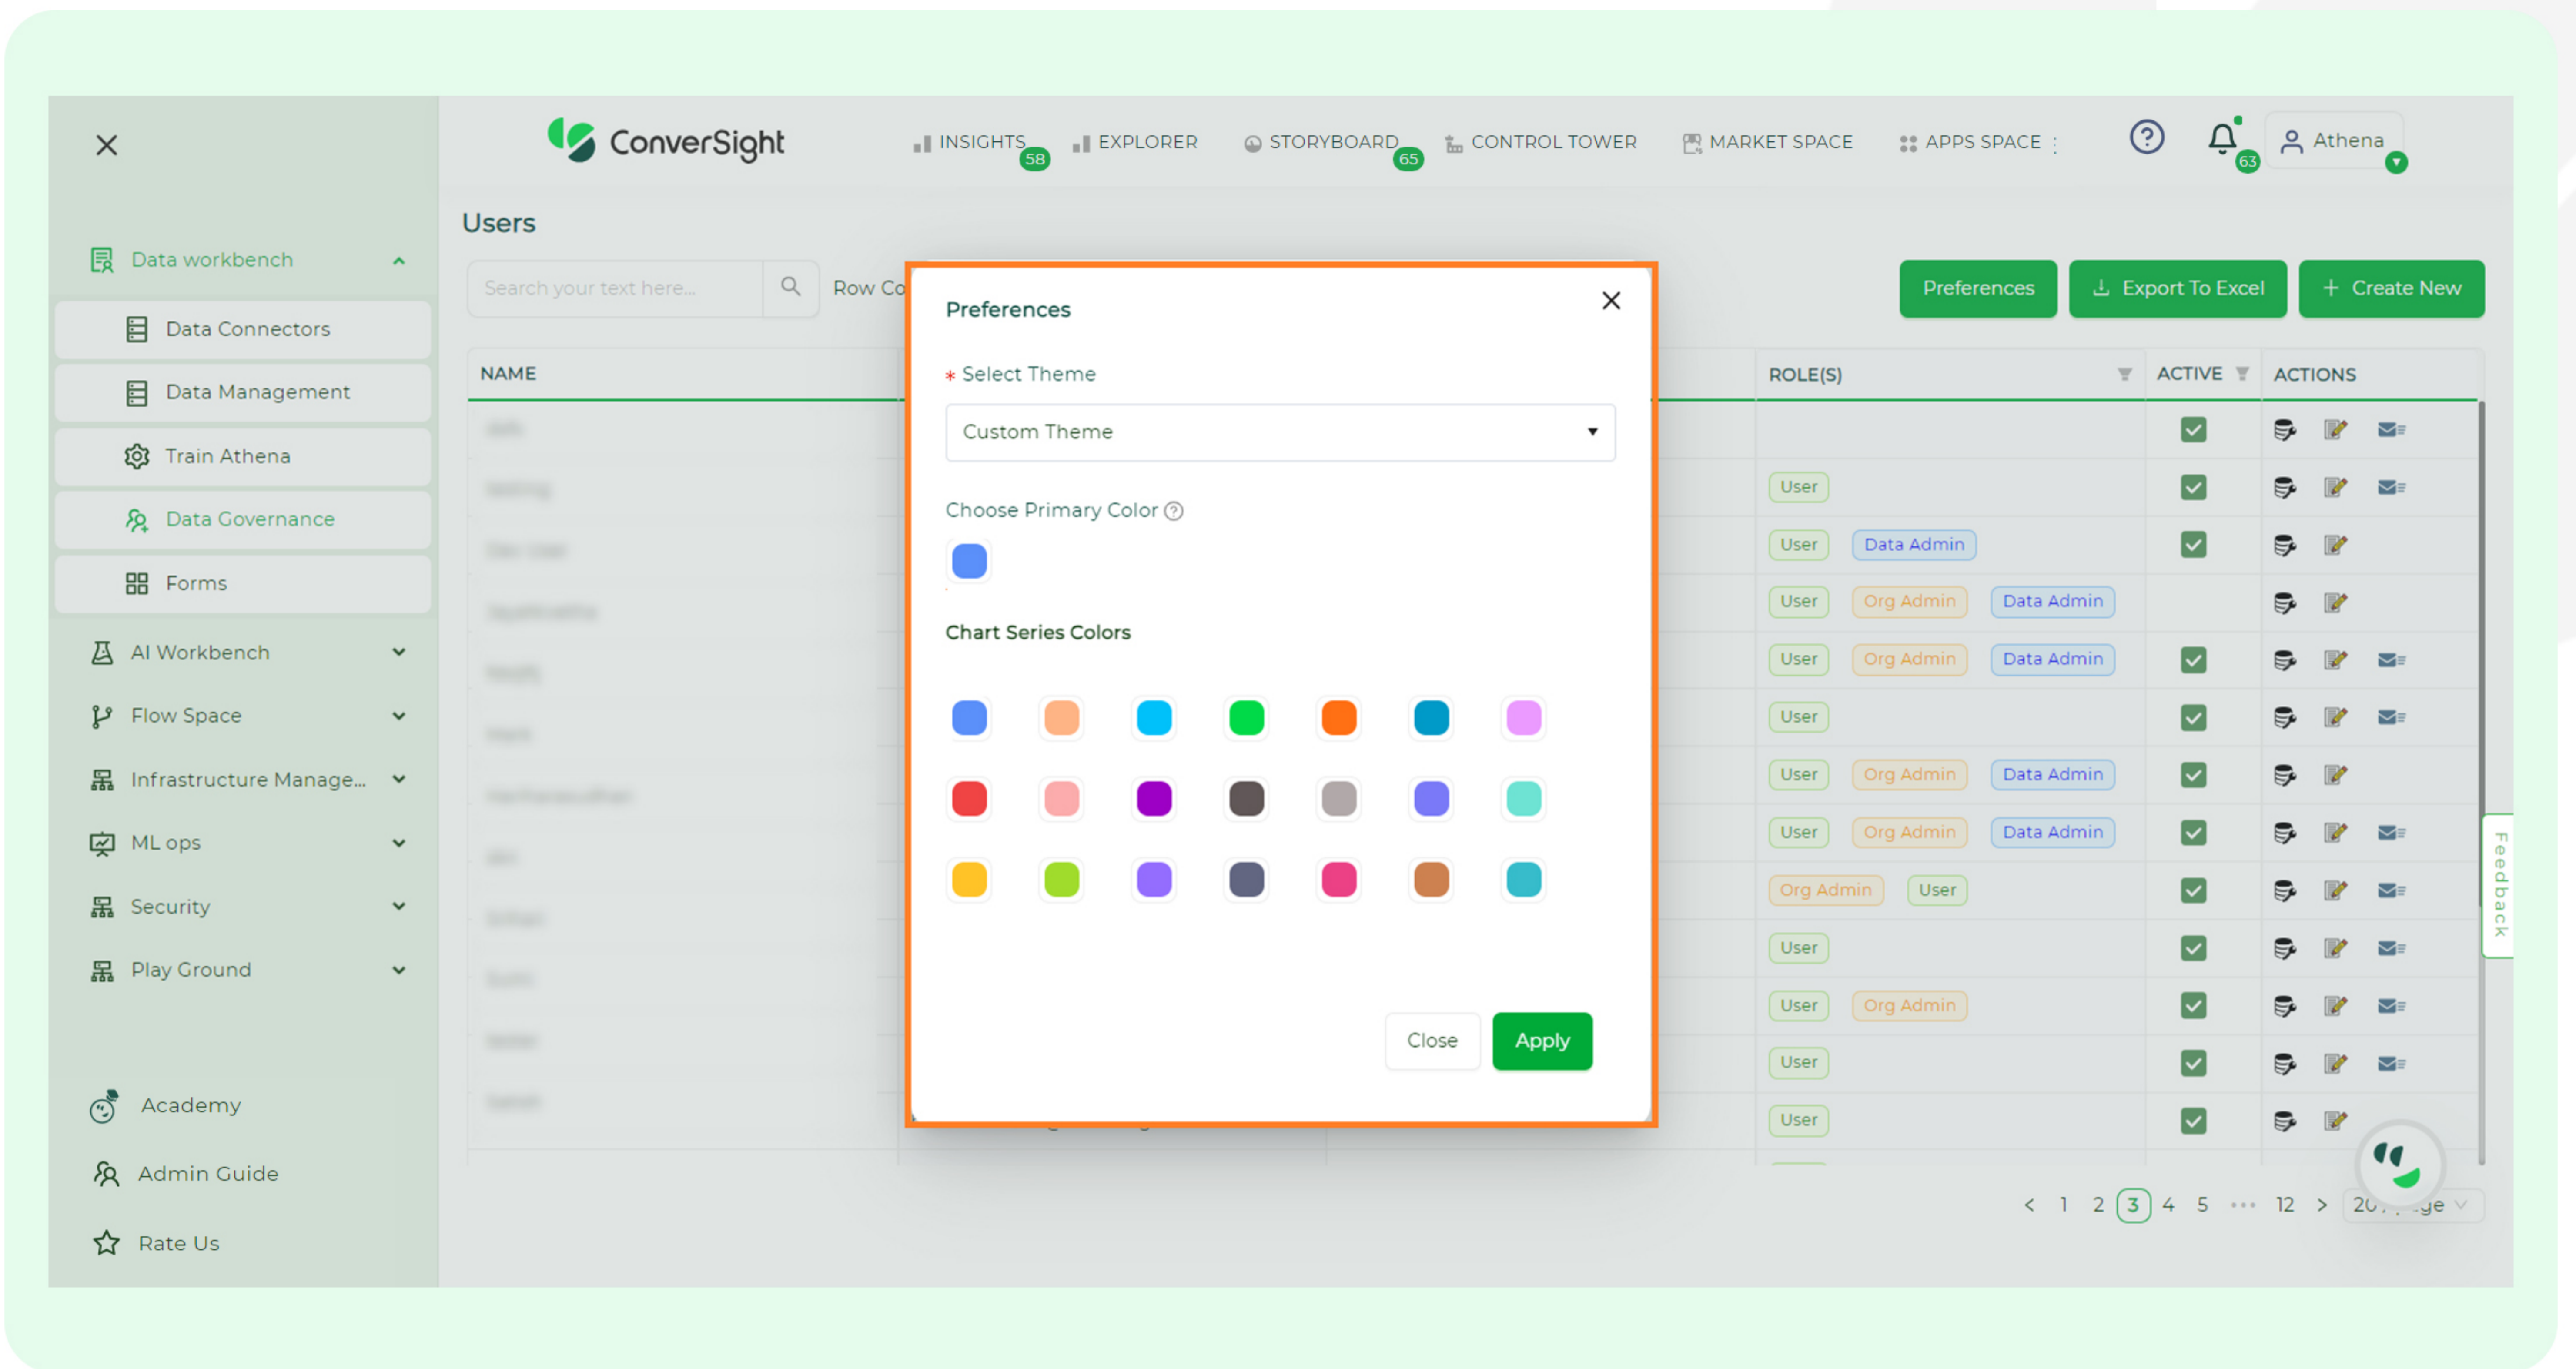 ConverSight
INSIGHTS 58
EXPLORER
STORYBOARD 65
CONTROL TOWER
MARKET SPACE
APPS SPACE
63
Athena
Data workbench
Data Connectors
Data Management
Train Athena
Data Governance
Forms
AI Workbench
Flow Space
Infrastructure Manage...
ML ops
Security
Play Ground
Academy
Admin Guide
Rate Us
Users
Search your text here...
Row Co
Preferences
Export To Excel
+ Create New
NAME
ROLE(S)
ACTIVE
ACTIONS
User
User Data Admin
User Org Admin Data Admin
User Org Admin Data Admin
User
User Org Admin Data Admin
User Org Admin Data Admin
Org Admin User
User
User Org Admin
User
User
Preferences
* Select Theme
Custom Theme
Choose Primary Color
Chart Series Colors
Close
Apply
Feedback
< 1 2 3 4 5 ••• 12 >